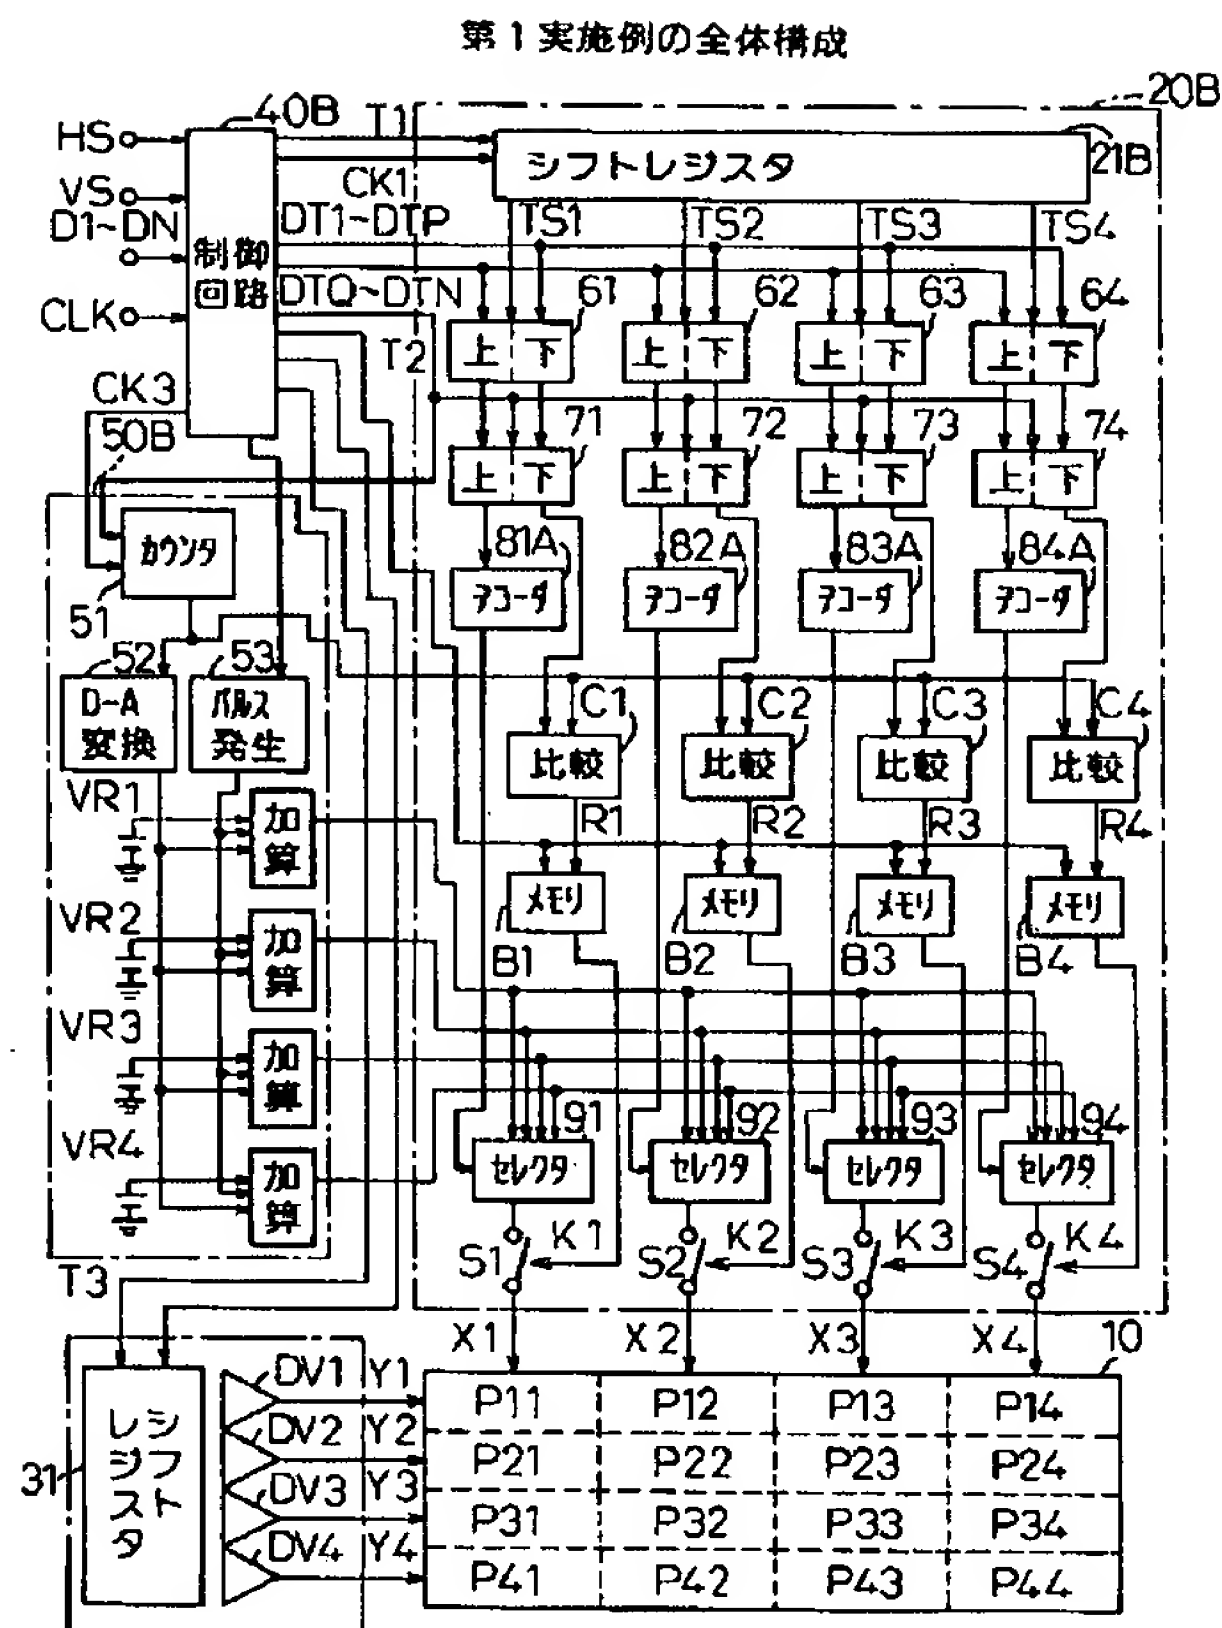 第1実施例の全体構成
20B
40B
T1
HS
21B
シフトレジスタ
VS
CK1
D1~DN
DT1~DTP
TS1
TS2
TS3
TS4
制御
回路
DTQ~DTN
61
62
63
64
CLK
上 下
上 下
上 下
上 下
T2
CK3
50B
71
72
73
74
上 下
上 下
上 下
上 下
カウンタ
51
81A
82A
83A
84A
デコーダ
デコーダ
デコーダ
デコーダ
52
53
D-A
変換
パルス
発生
C1
C2
C3
C4
比較
比較
比較
比較
VR1
加算
R1
R2
R3
R4
メモリ
メモリ
メモリ
メモリ
VR2
加算
B1
B2
B3
B4
VR3
加算
91
92
93
94
VR4
加算
セレクタ
セレクタ
セレクタ
セレクタ
S1
K1
S2
K2
S3
K3
S4
K4
T3
X1
X2
X3
X4
10
DV1
Y1
P11
P12
P13
P14
DV2
Y2
P21
P22
P23
P24
31
シフト
レジスタ
DV3
Y3
P31
P32
P33
P34
DV4
Y4
P41
P42
P43
P44